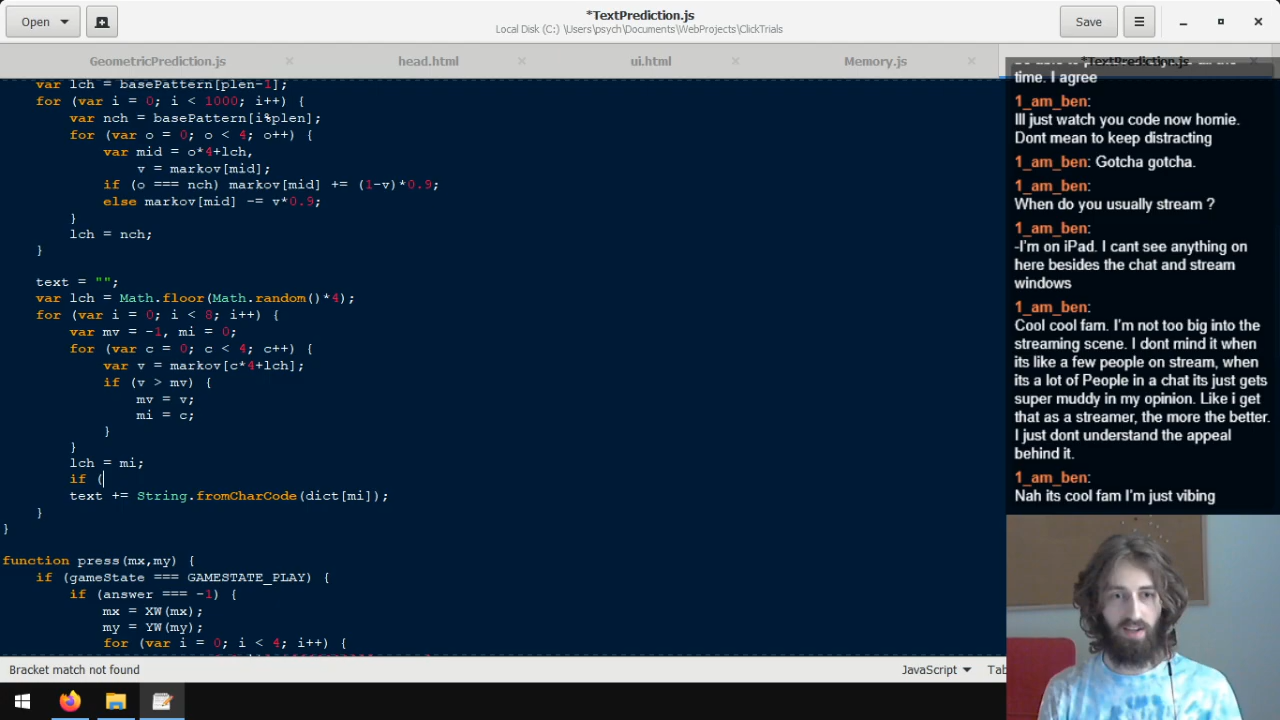 Open
*TextPrediction.js
Local Disk (C:) \Users\psych\Documents\WebProjects\ClickTrials
Save
GeometricPrediction.js
head.html
ui.html
Memory.js
*TextPrediction.js
var lch = basePattern[plen-1];
for (var i = 0; i < 1000; i++) {
var nch = basePattern[i%plen];
for (var o = 0; o < 4; o++) {
var mid = o*4+lch,
v = markov[mid];
if (o === nch) markov[mid] += (1-v)*0.9;
else markov[mid] -= v*0.9;
}
lch = nch;
}
text = "";
var lch = Math.floor(Math.random()*4);
for (var i = 0; i < 8; i++) {
var mv = -1, mi = 0;
for (var c = 0; c < 4; c++) {
var v = markov[c*4+lch];
if (v > mv) {
mv = v;
mi = c;
}
}
lch = mi;
if (
text += String.fromCharCode(dict[mi]);
}
}
function press(mx,my) {
if (gameState === GAMESTATE_PLAY) {
if (answer === -1) {
mx = XW(mx);
my = YW(my);
for (var i = 0; i < 4; i++) {
Bracket match not found
JavaScript
Tab
time. I agree
1_am_ben:
Ill just watch you code now homie.
Dont mean to keep distracting
1_am_ben: Gotcha gotcha.
1_am_ben:
When do you usually stream ?
1_am_ben:
-I'm on iPad. I cant see anything on
here besides the chat and stream
windows
1_am_ben:
Cool cool fam. I'm not too big into the
streaming scene. I dont mind it when
its like a few people on stream, when
its a lot of People in a chat its just gets
super muddy in my opinion. Like i get
that as a streamer, the more the better.
I just dont understand the appeal
behind it.
1_am_ben:
Nah its cool fam I'm just vibing